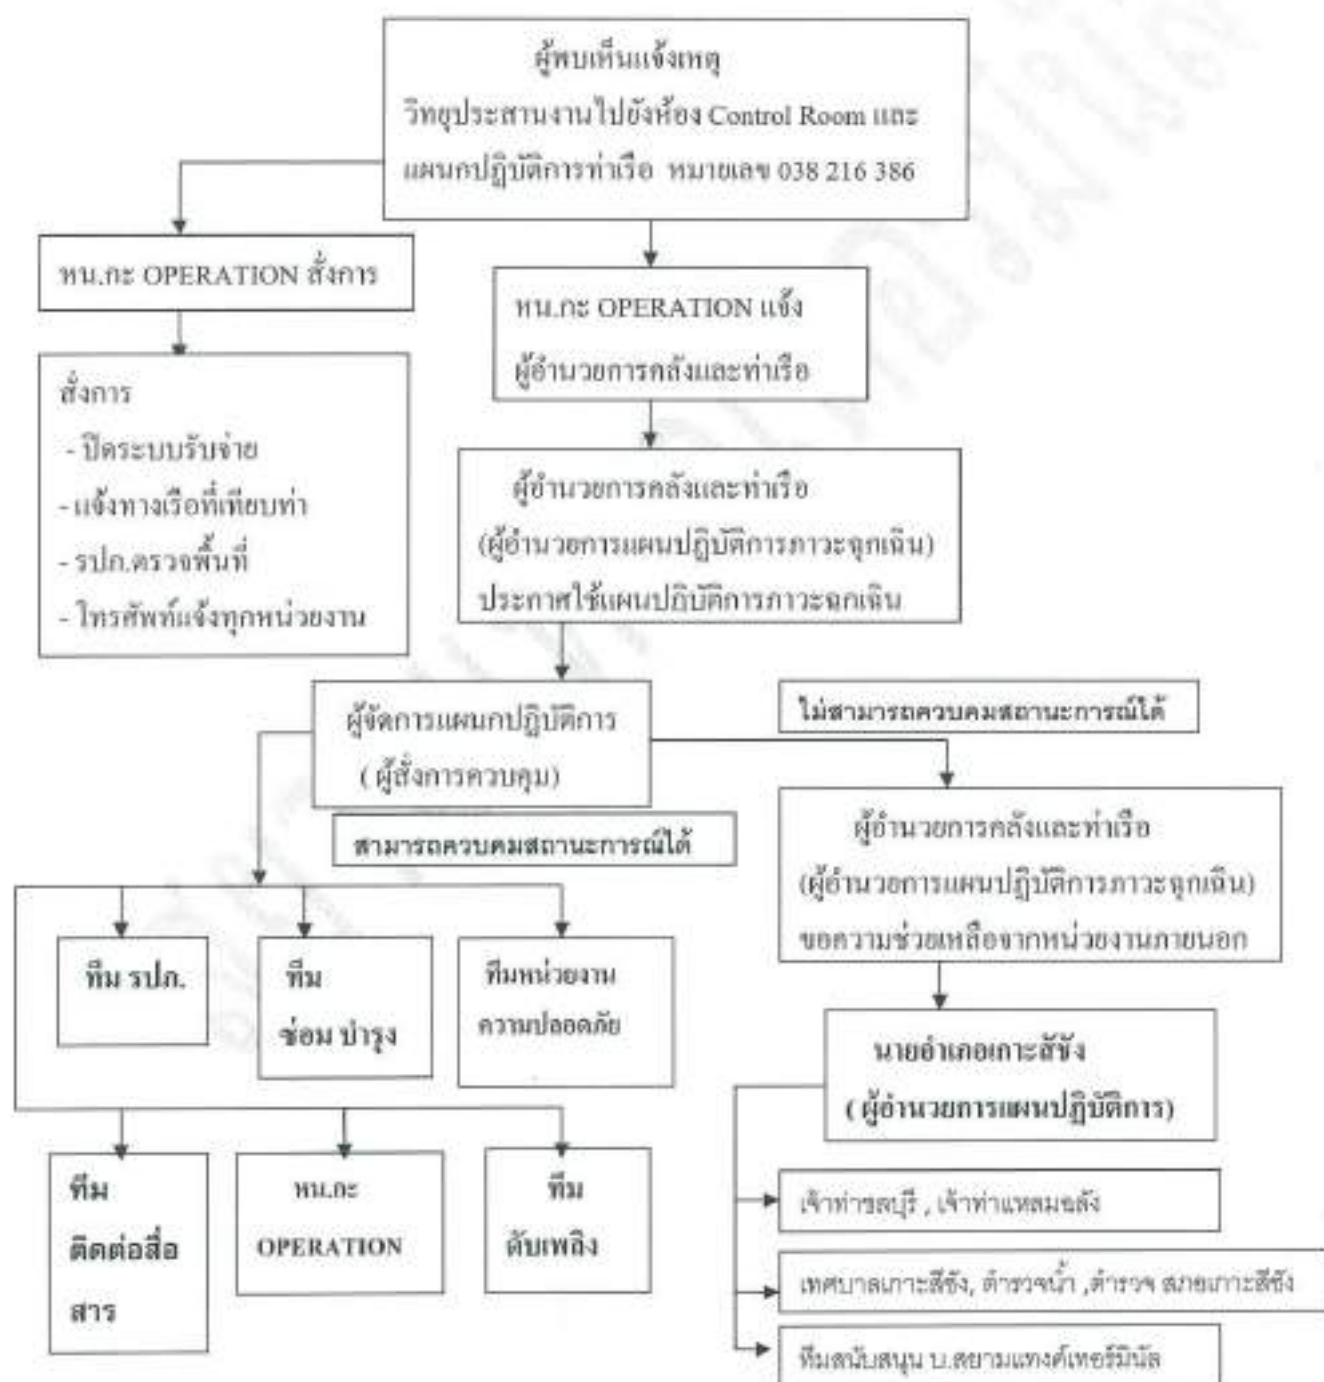 ผู้พบเห็นแจ้งเหตุ
วิทยุประสานงานไปยังห้อง Control Room และ
แผนกปฏิบัติการท่าเรือ หมายเลข 038 216 386
หน.กะ OPERATION สั่งการ
หน.กะ OPERATION แจ้ง
ผู้อำนวยการคลังและท่าเรือ
สั่งการ
- ปิดระบบรับจ่าย
- แจ้งทางเรือที่เทียบท่า
- รปภ.ตรวจพื้นที่
- โทรศัพท์แจ้งทุกหน่วยงาน
ผู้อำนวยการคลังและท่าเรือ
(ผู้อำนวยการแผนปฏิบัติการภาวะฉุกเฉิน)
ประกาศใช้แผนปฏิบัติการภาวะฉุกเฉิน
ผู้จัดการแผนกปฏิบัติการ
( ผู้สั่งการควบคุม)
ไม่สามารถควบคุมสถานะการณ์ได้
สามารถควบคุมสถานะการณ์ได้
ผู้อำนวยการคลังและท่าเรือ
(ผู้อำนวยการแผนปฏิบัติการภาวะฉุกเฉิน)
ขอความช่วยเหลือจากหน่วยงานภายนอก
ทีม รปภ.
ทีม
ซ่อม บำรุง
ทีมหน่วยงาน
ความปลอดภัย
นายอำเภอเกาะสีชัง
( ผู้อำนวยการแผนปฏิบัติการ)
ทีม
ติดต่อสื่อ
สาร
หน.กะ
OPERATION
ทีม
ดับเพลิง
เจ้าท่าชลบุรี , เจ้าท่าแหลมฉบัง
เทศบาลเกาะสีชัง, ตำรวจน้ำ ,ตำรวจ สภอเกาะสีชัง
ทีมสนับสนุน บ.สยามแทงค์เทอร์มินัล